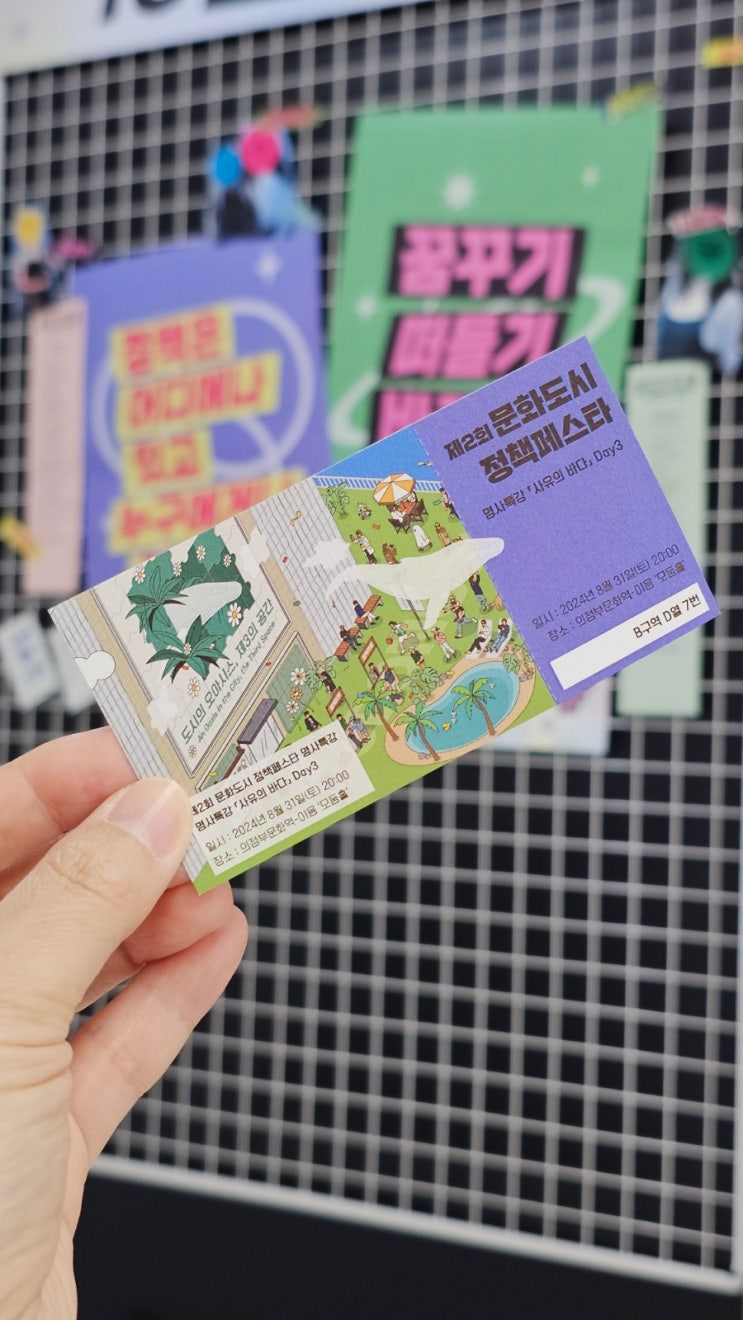 꿈꾸기
떠들기
정책은
어디에나
있고
누구에게나
제2회 문화도시
정책페스타
명사특강 「사유의 바다」 Day3
일시 : 2024년 8월 31일(토) 20:00
장소 : 의정부문화역-이음 '모둠홀'
B구역 D열 7번
도시의 오아시스, 제3의 공간
An Oasis in the City, the Third Space
제2회 문화도시 정책페스타 명사특강
명사특강 「사유의 바다」 Day3
일시 : 2024년 8월 31일(토) 20:00
장소 : 의정부문화역-이음 '모둠홀'